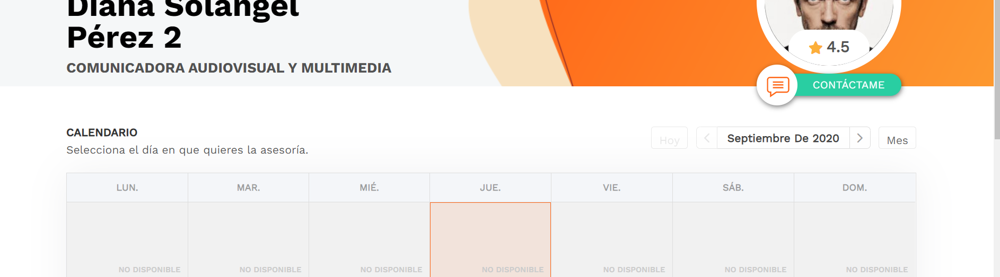 Diana Solangel
Pérez 2
COMUNICADORA AUDIOVISUAL Y MULTIMEDIA
4.5
CONTÁCTAME
CALENDARIO
Selecciona el día en que quieres la asesoría.
Hoy
Septiembre De 2020
Mes
LUN. MAR. MIÉ. JUE. VIE. SÁB. DOM.
NO DISPONIBLE NO DISPONIBLE NO DISPONIBLE NO DISPONIBLE NO DISPONIBLE NO DISPONIBLE NO DISPONIBLE